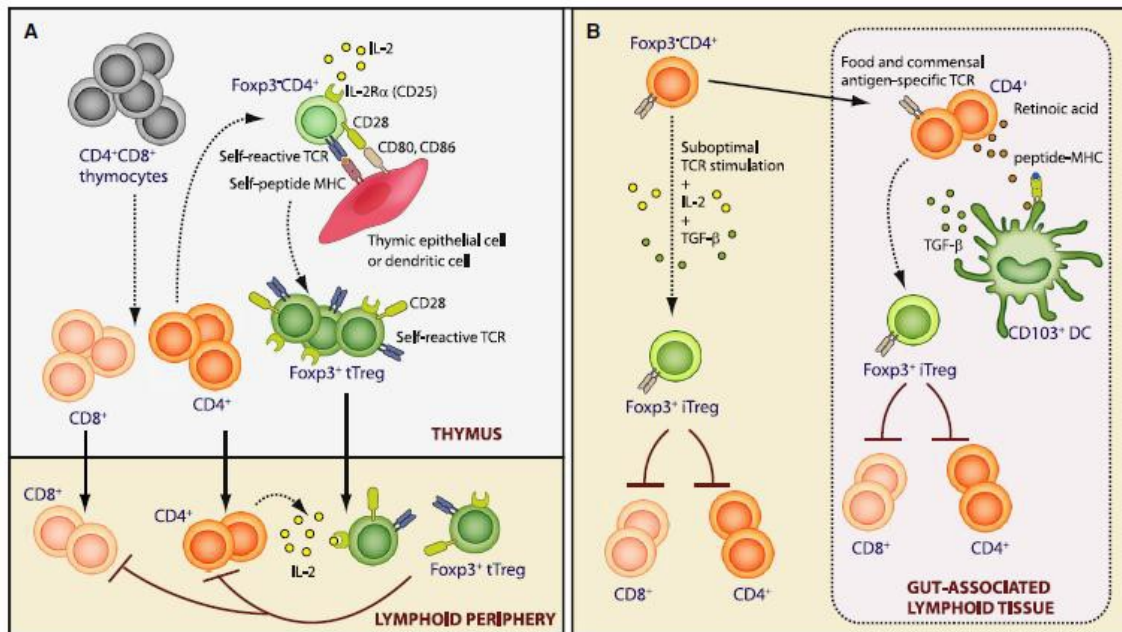 A
IL-2
Foxp3-CD4+
IL-2Rα (CD25)
CD28
CD4+CD8+
thymocytes
Self-reactive TCR
CD80, CD86
Self-peptide MHC
Thymic epithelial cell
or dendritic cell
CD28
Self-reactive TCR
Foxp3+ tTreg
CD8+
CD4+
THYMUS
CD8+
CD4+
IL-2
Foxp3+ tTreg
LYMPHOID PERIPHERY
B
Foxp3-CD4+
Food and commensal
antigen-specific TCR
CD4+
Retinoic acid
Suboptimal
TCR stimulation
+
IL-2
+
TGF-β
peptide-MHC
TGF-β
CD103+ DC
Foxp3+ iTreg
Foxp3+ iTreg
CD8+
CD4+
CD8+
CD4+
GUT-ASSOCIATED
LYMPHOID TISSUE